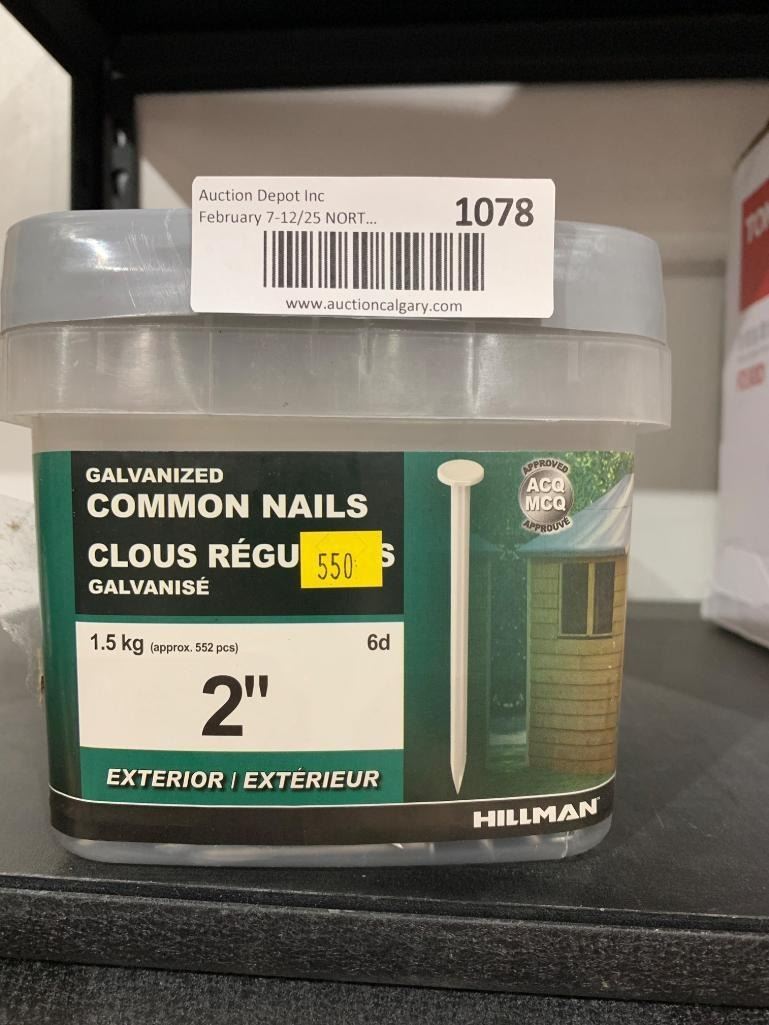 Auction Depot Inc
February 7-12/25 NORT...
1078
www.auctioncalgary.com
GALVANIZED
COMMON NAILS
CLOUS RÉGU S
GALVANISÉ
550
1.5 kg (approx. 552 pcs)
6d
2"
EXTERIOR / EXTÉRIEUR
APPROVED
ACQ
MCQ
APPROUVÉ
HILLMAN